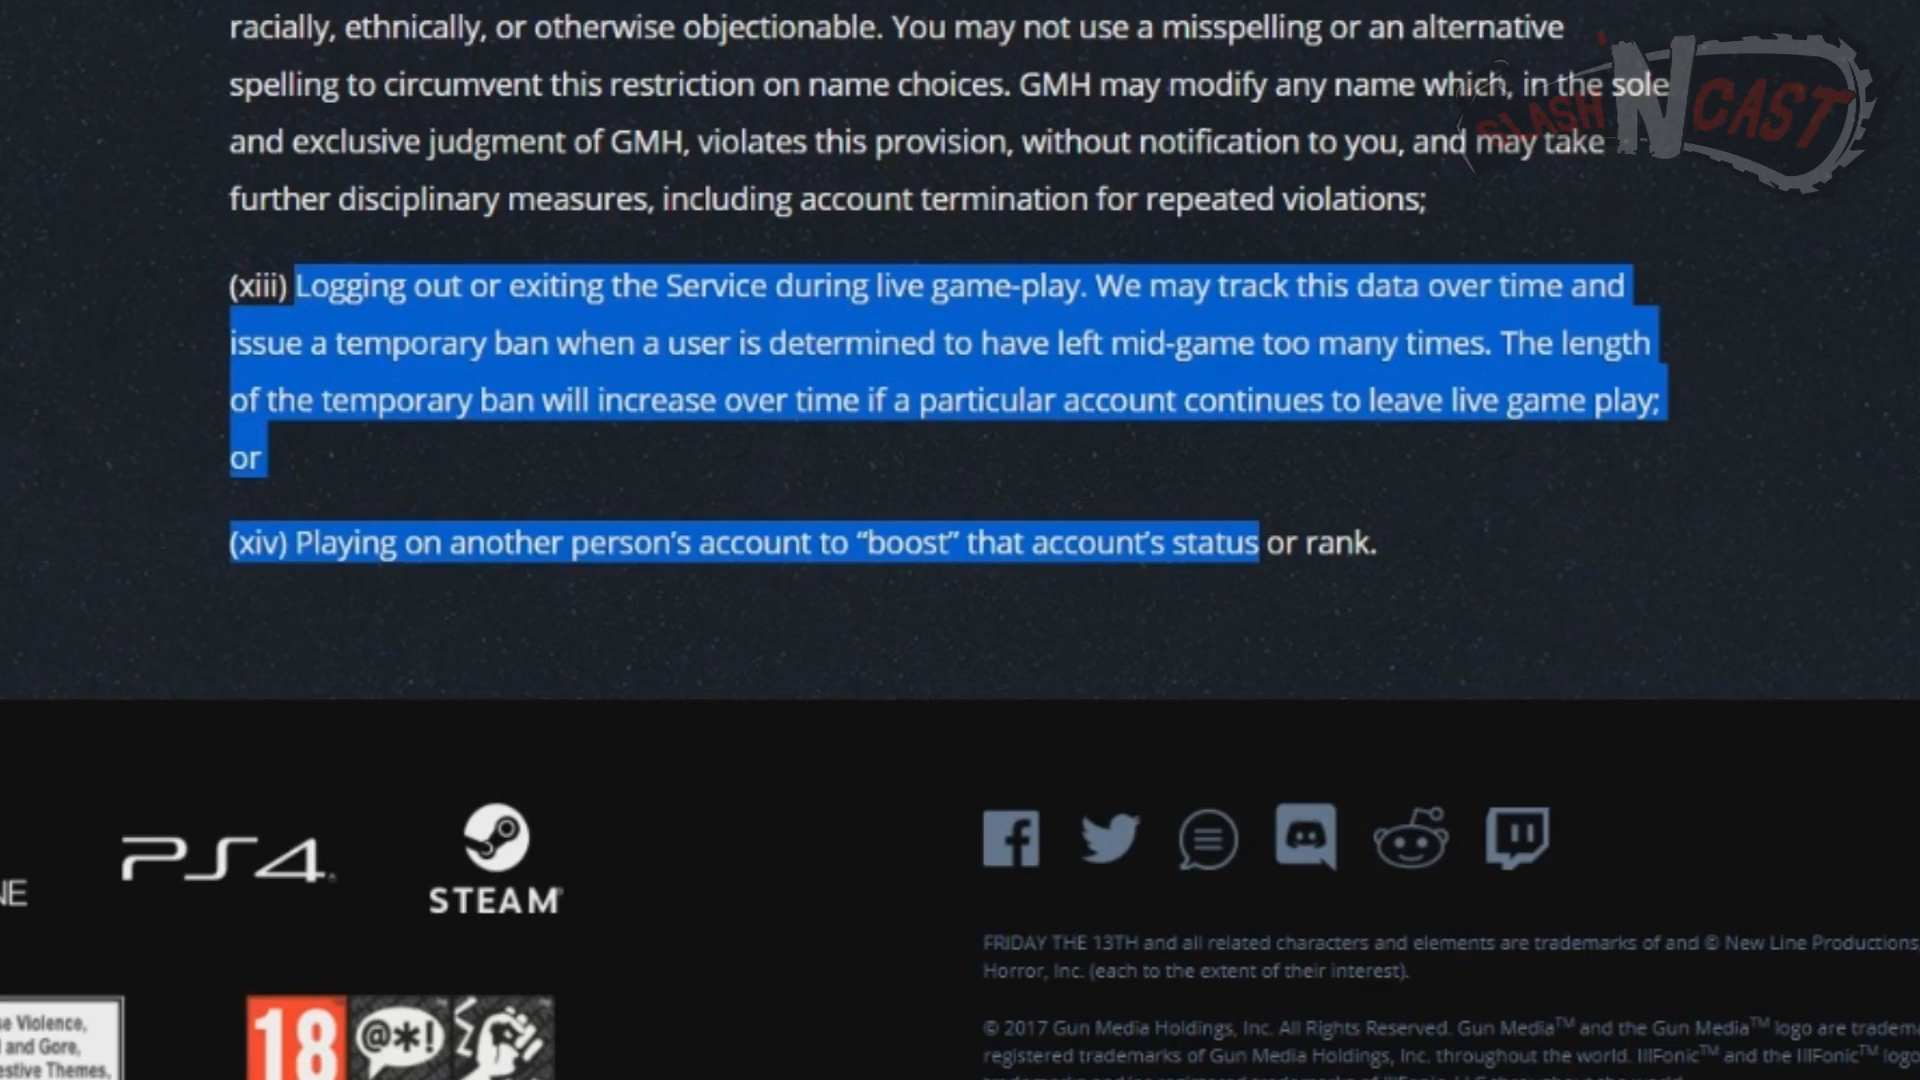 racially, ethnically, or otherwise objectionable. You may not use a misspelling or an alternative
spelling to circumvent this restriction on name choices. GMH may modify any name which, in the sole
and exclusive judgment of GMH, violates this provision, without notification to you, and may take
further disciplinary measures, including account termination for repeated violations;
SLASH 'N CAST
(xiii) Logging out or exiting the Service during live game-play. We may track this data over time and
issue a temporary ban when a user is determined to have left mid-game too many times. The length
of the temporary ban will increase over time if a particular account continues to leave live game play;
or
(xiv) Playing on another person's account to “boost” that account's status or rank.
NE
PS4
STEAM
FRIDAY THE 13TH and all related characters and elements are trademarks of and © New Line Productions,
Horror, Inc. (each to the extent of their interest).
Violence,
and Gore,
Themes,
18
@*!
© 2017 Gun Media Holdings, Inc. All Rights Reserved. Gun Media™ and the Gun Media™ logo are
registered trademarks of Gun Media Holdings, Inc. throughout the world. IllFonic™ and the IllFonic™ logo